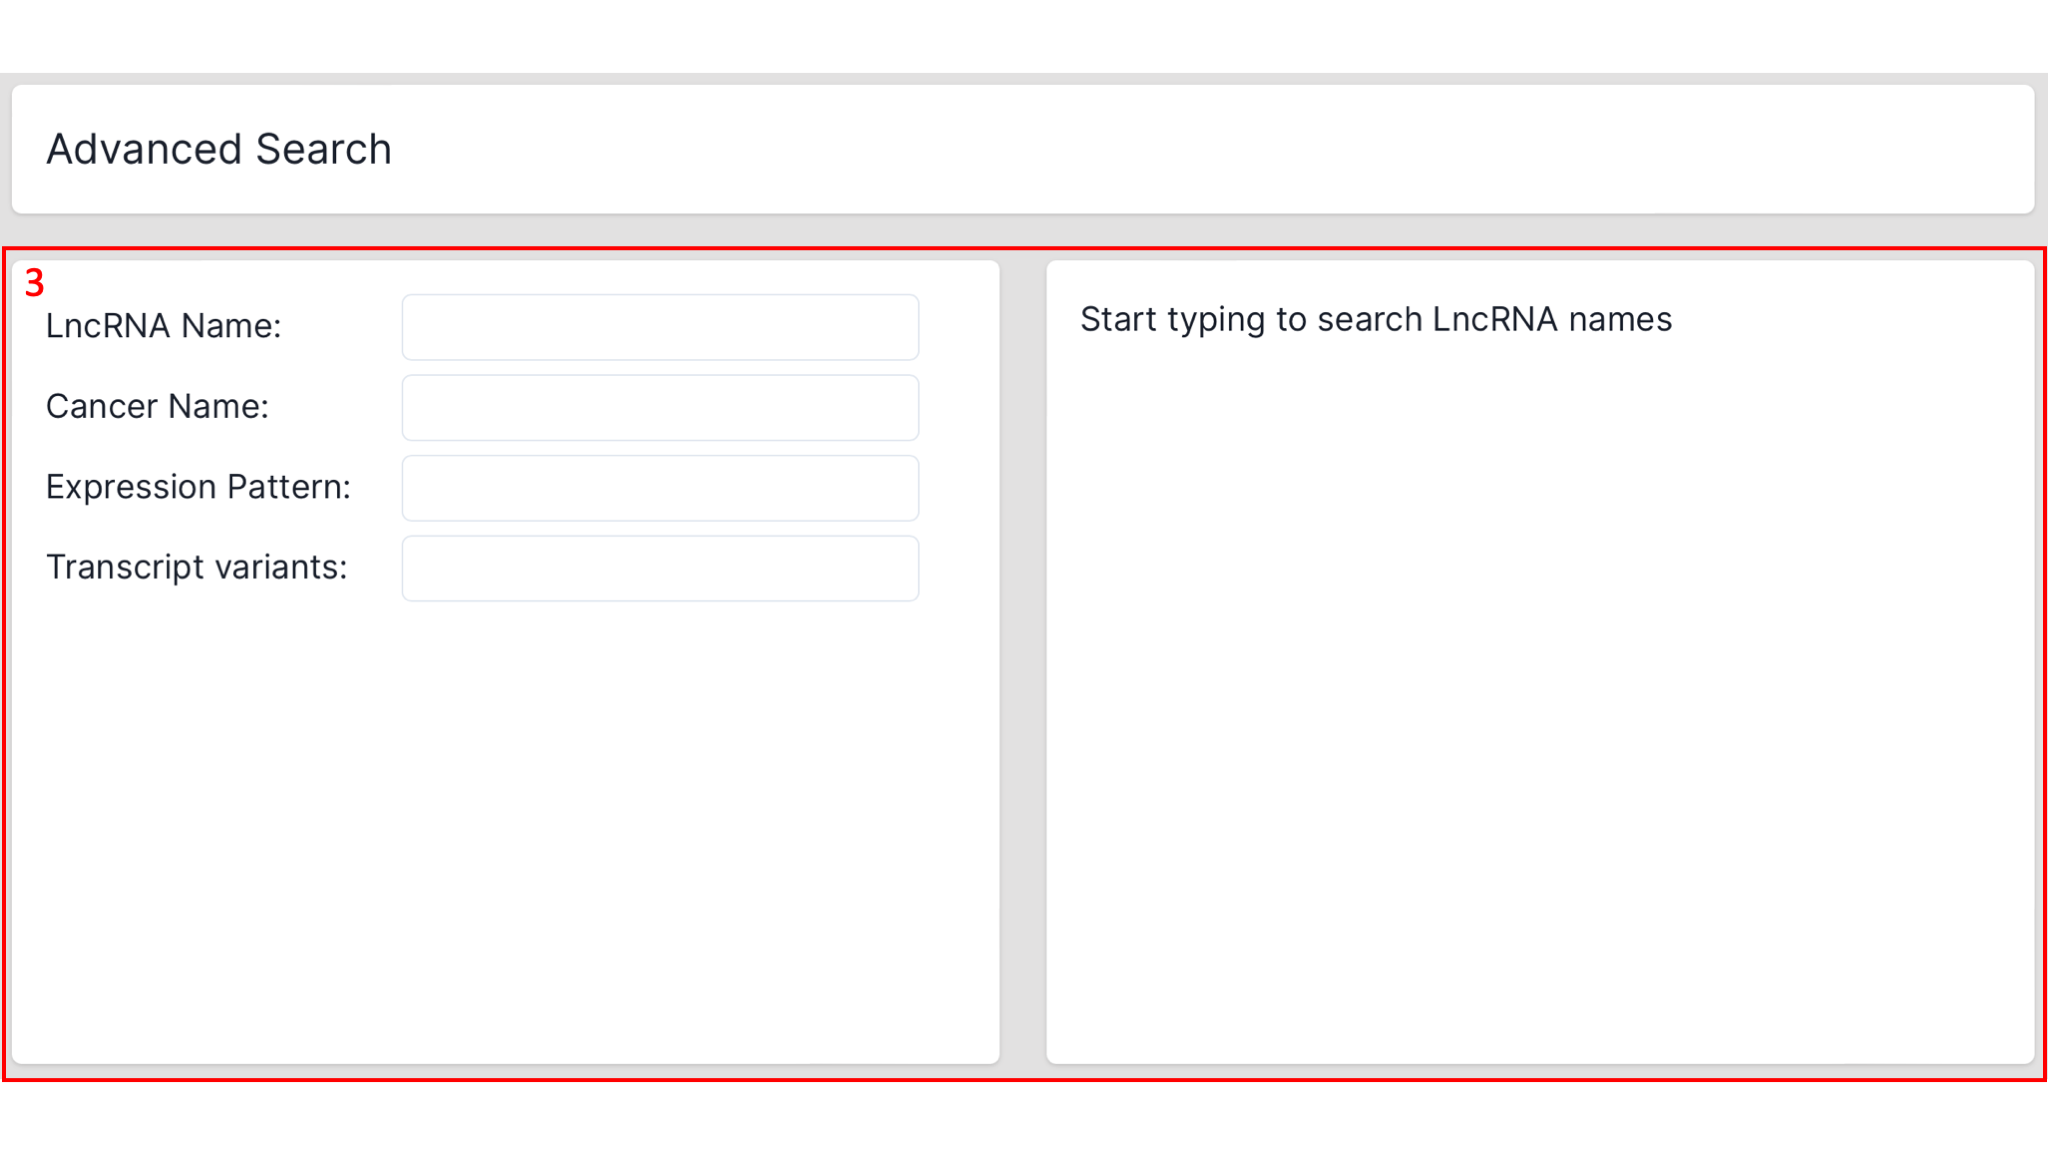 Advanced Search
3
LncRNA Name:
Cancer Name:
Expression Pattern:
Transcript variants:
Start typing to search LncRNA names